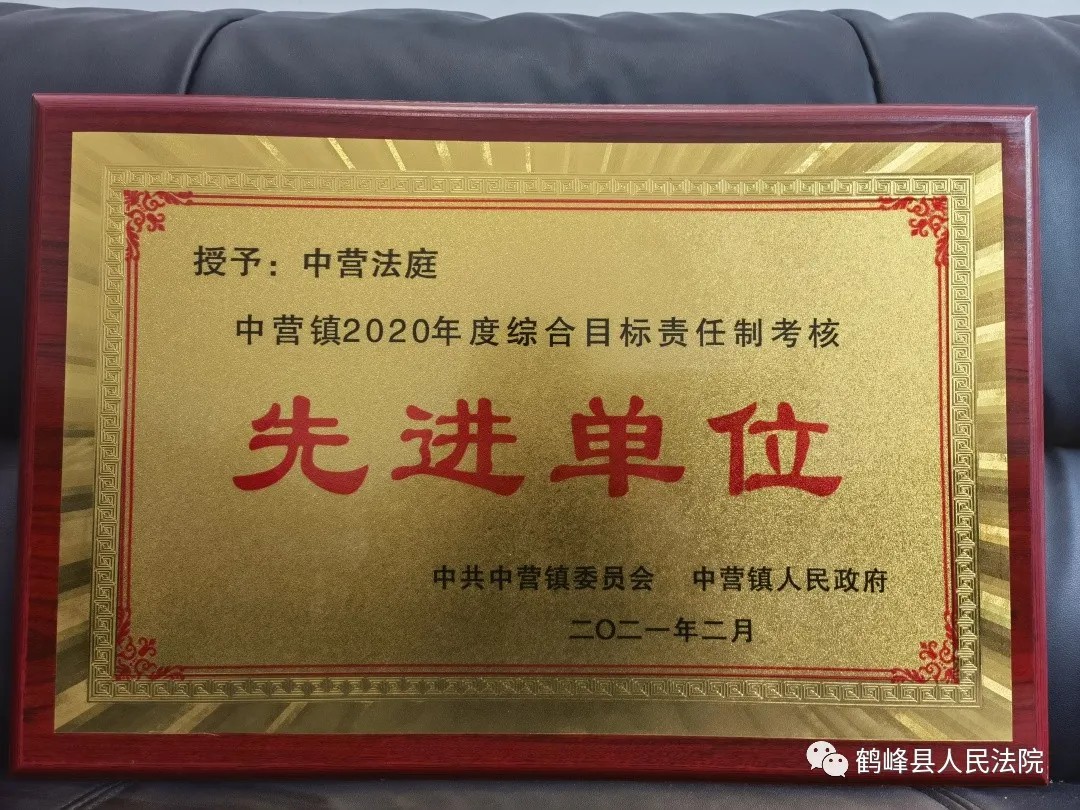 授予：中营法庭
中营镇2020年度综合目标责任制考核
先进单位
中共中营镇委员会 中营镇人民政府
二〇二一年二月
鹤峰县人民法院